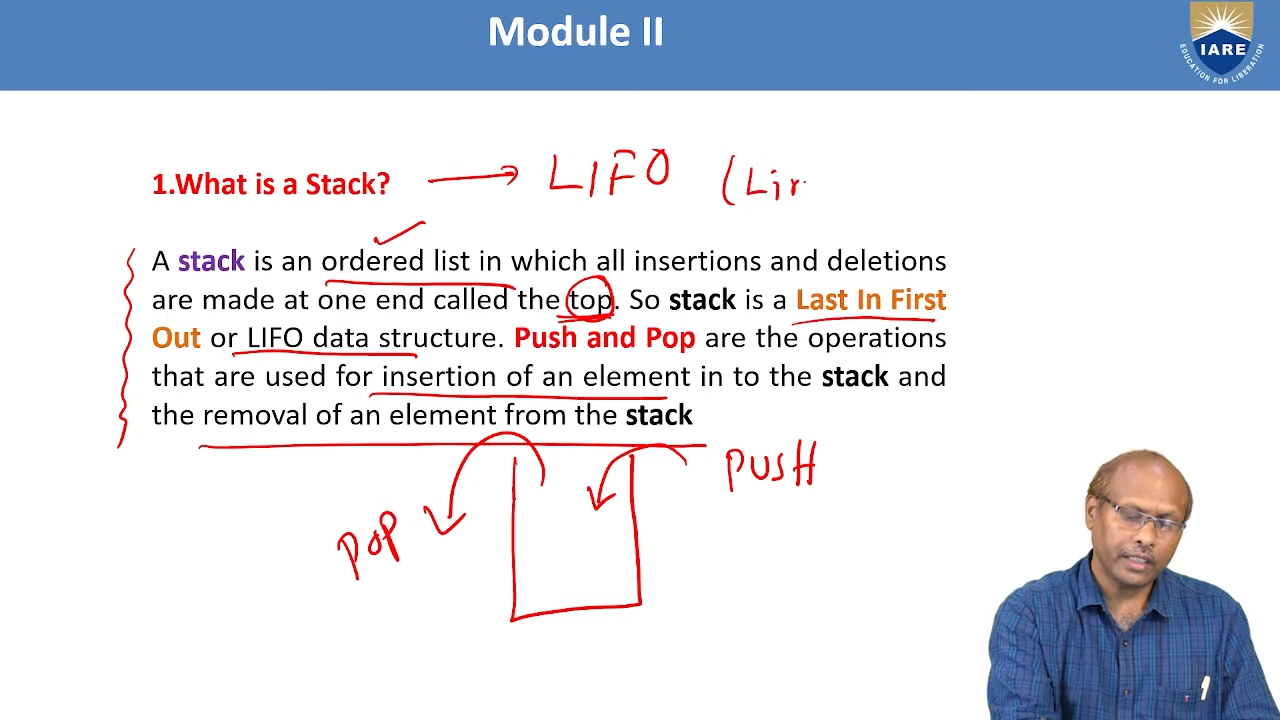 Module II
IARE
EDUCATION FOR LIBERATION
1.What is a Stack? LIFO (Lin
A stack is an ordered list in which all insertions and deletions
are made at one end called the top. So stack is a Last In First
Out or LIFO data structure. Push and Pop are the operations
that are used for insertion of an element in to the stack and
the removal of an element from the stack
PUSH
POP